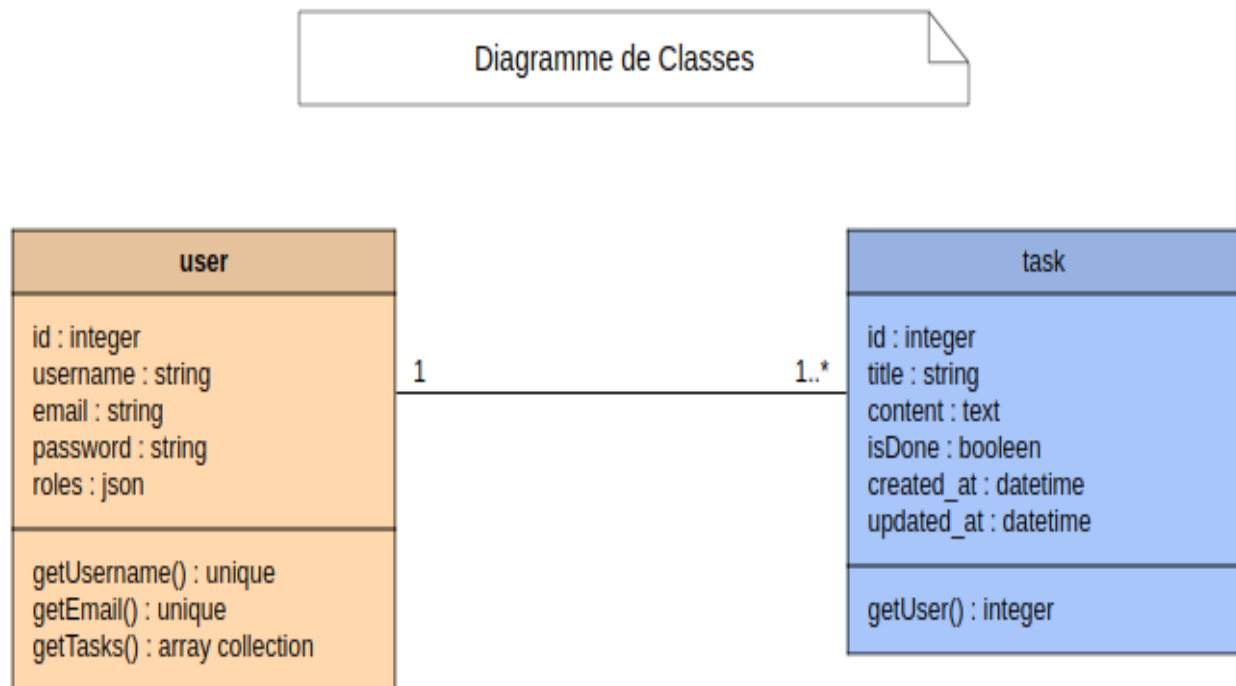 Diagramme de Classes
user
id : integer
username : string
email : string
password : string
roles : json
getUsername() : unique
getEmail() : unique
getTasks() : array collection
1
1..*
task
id : integer
title : string
content : text
isDone : booleen
created_at : datetime
updated_at : datetime
getUser() : integer